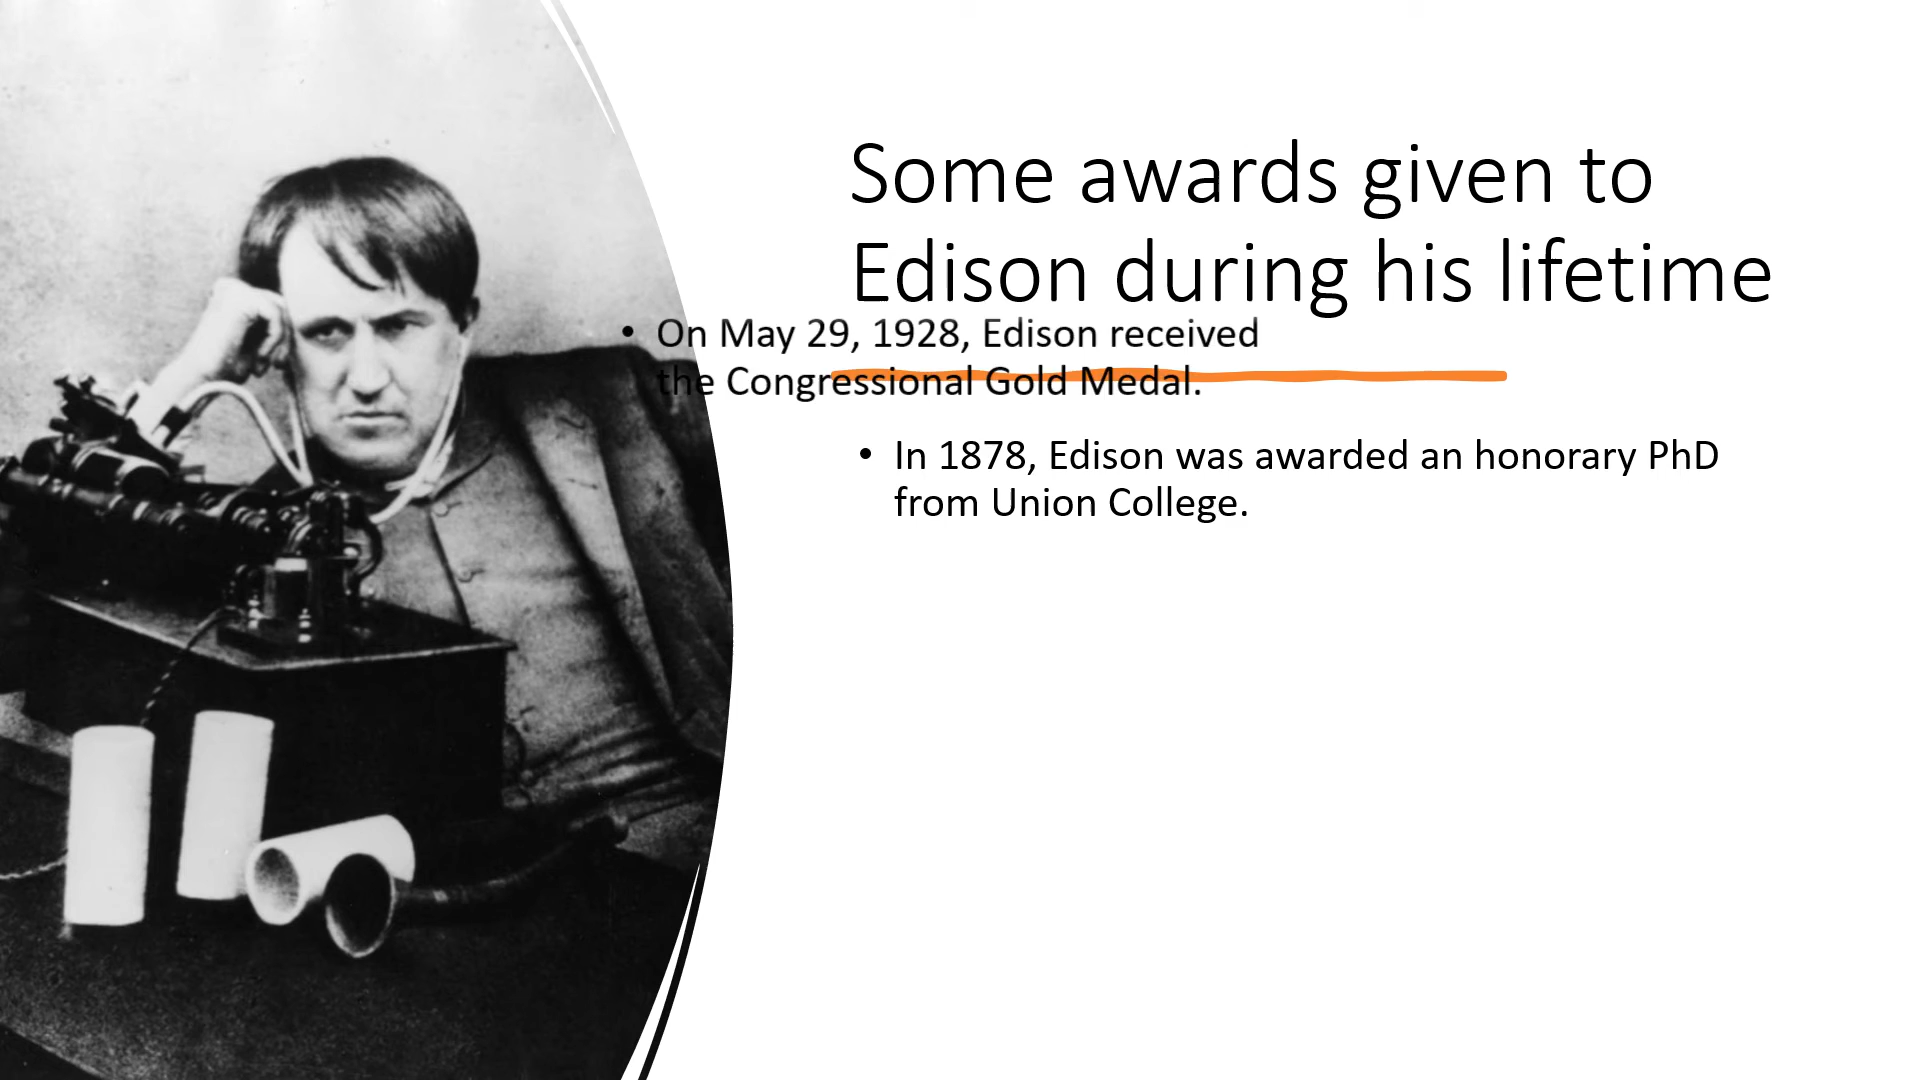 Some awards given to
Edison during his lifetime
• On May 29, 1928, Edison received
the Congressional Gold Medal.
• In 1878, Edison was awarded an honorary PhD
from Union College.